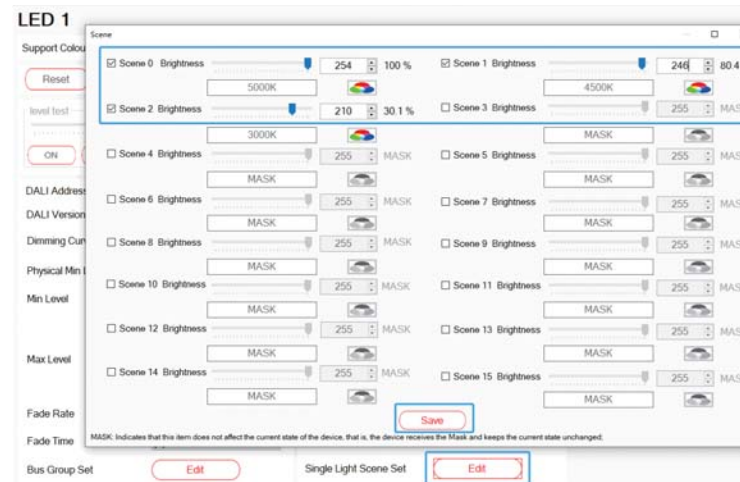 LED 1
Scene
Support Colou
Reset
Scene 0 Brightness 254 100 % Scene 1 Brightness 246 80.4
5000K 4500K
level test
Scene 2 Brightness 210 30.1 % Scene 3 Brightness 255 MAS
3000K MASK
ON
Scene 4 Brightness 255 MASK Scene 5 Brightness 255 MAS
MASK MASK
DALI Address
Scene 6 Brightness 255 MASK Scene 7 Brightness 255 MAS
DALI Version
MASK MASK
Dimming Cur
Scene 8 Brightness 255 MASK Scene 9 Brightness 255 MAS
Physical Min L
MASK MASK
Scene 10 Brightness 255 MASK Scene 11 Brightness 255 MAS
Min Level
MASK MASK
Scene 12 Brightness 255 MASK Scene 13 Brightness 255 MAS
MASK MASK
Max Level
Scene 14 Brightness 255 MASK Scene 15 Brightness 255 MAS
MASK MASK
Fade Rate
Save
Fade Time
MASK: Indicates that this item does not affect the current state of the device, that is, the device receives the Mask and keeps the current state unchanged;
Bus Group Set Edit Single Light Scene Set Edit